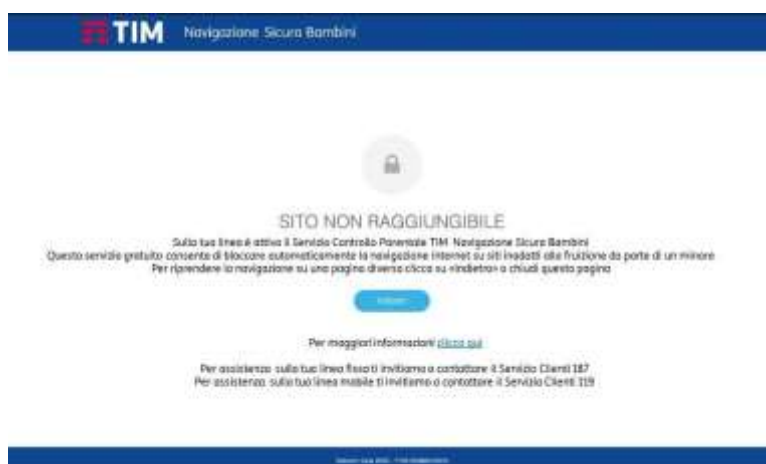 TIM Navigazione Sicura Bambini
SITO NON RAGGIUNGIBILE
Sulla tua linea è attivo il Servizio Controllo Parentale TIM Navigazione Sicura Bambini
Questo servizio gratuito consente di bloccare automaticamente la navigazione internet su siti inadatti alla fruizione da parte di un minore
Per riprendere la navigazione su una pagina diversa clicca su «Indietro» o chiudi questa pagina
Per maggiori informazioni clicca qui
Per assistenza sulla tua linea fissa ti invitiamo a contattare il Servizio Clienti 187
Per assistenza sulla tua linea mobile ti invitiamo a contattare il Servizio Clienti 119